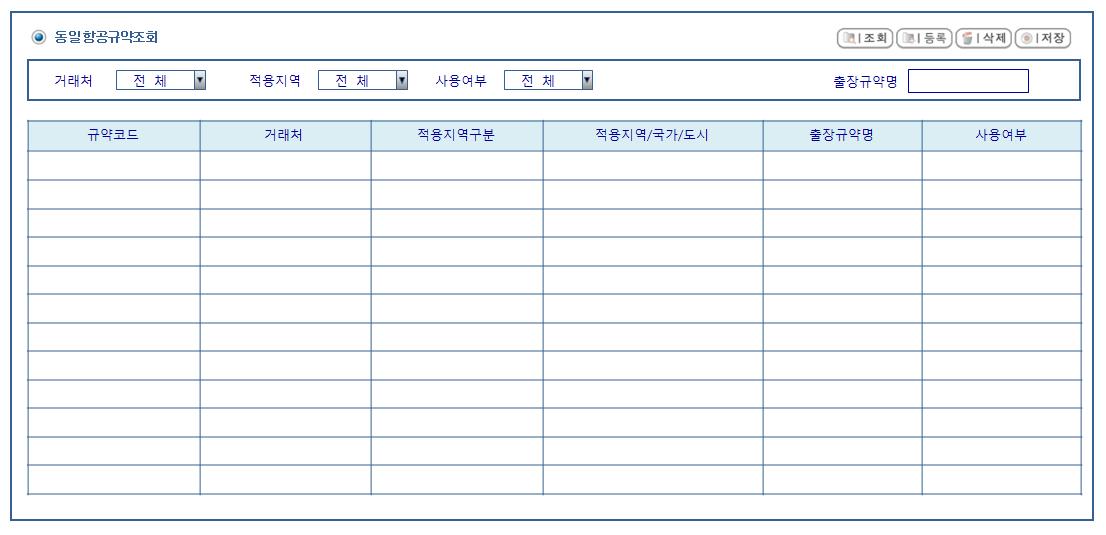 동일항공규약조회 조회 등록 삭제 저장
거래처 전 체 적용지역 전 체 사용여부 전 체 출장규약명
규약코드 거래처 적용지역구분 적용지역/국가/도시 출장규약명 사용여부